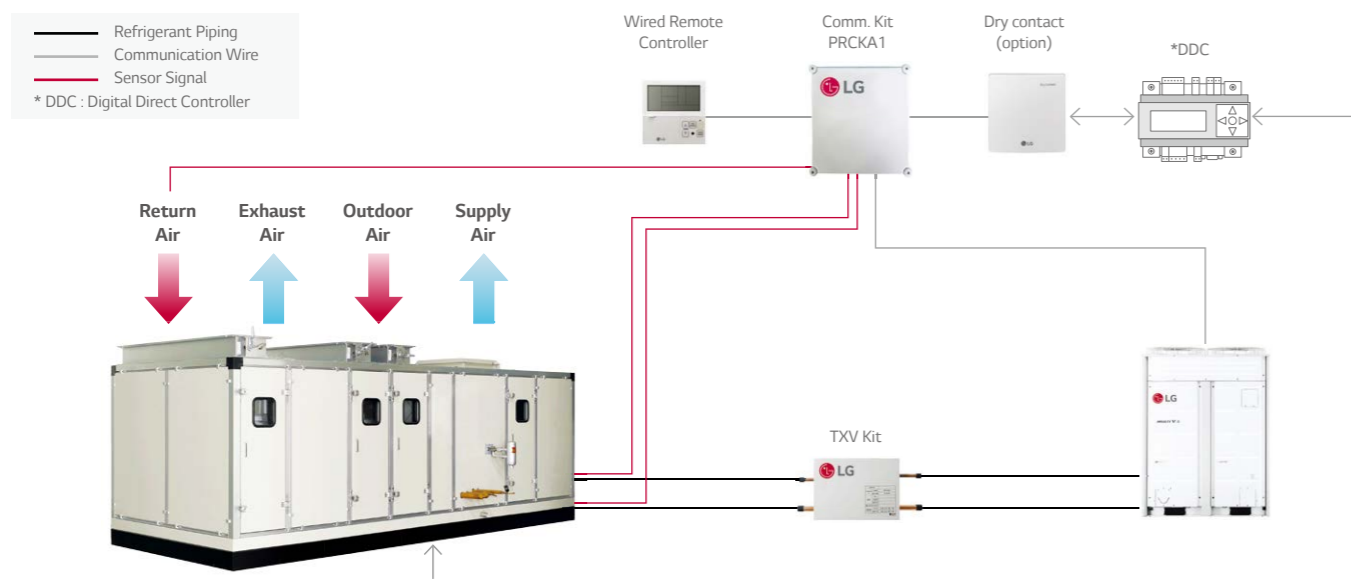 Refrigerant Piping
Communication Wire
Sensor Signal
* DDC : Digital Direct Controller
Wired Remote
Controller
Comm. Kit
PRCKA1
Dry contact
(option)
*DDC
LG
LG
Return
Air
Exhaust
Air
Outdoor
Air
Supply
Air
TXV Kit
LG
LG